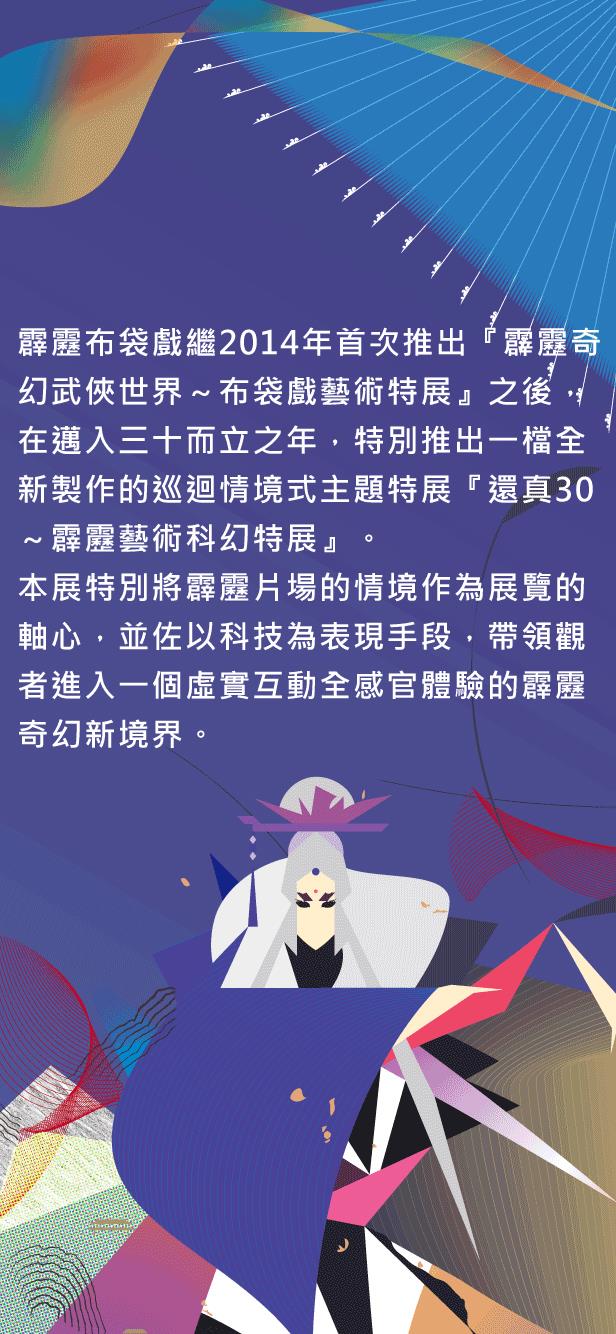 霹靂布袋戲繼2014年首次推出『霹靂奇
幻武俠世界～布袋戲藝術特展』之後，
在邁入三十而立之年，特別推出一檔全
新製作的巡迴情境式主題特展『還真30
～霹靂藝術科幻特展』。
本展特別將霹靂片場的情境作為展覽的
軸心，並佐以科技為表現手段，帶領觀
者進入一個虛實互動全感官體驗的霹靂
奇幻新境界。